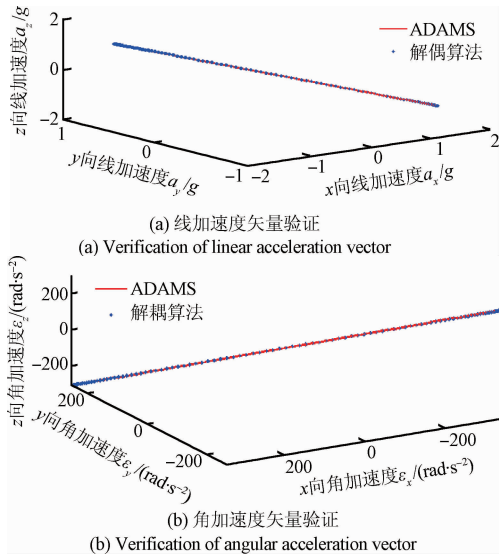 2
0
−2
z向线加速度a_z/g
ADAMS
解偶算法
1
0
−1
y向线加速度a_y/g
−2
−1
0
1
2
x向线加速度a_x/g
(a) 线加速度矢量验证
(a) Verification of linear acceleration vector
200
0
−200
z向角加速度ε_z/(rad·s⁻²)
ADAMS
解耦算法
200
0
−200
y向角加速度ε_y/(rad·s⁻²)
200
0
−200
x向角加速度ε_x/(rad·s⁻²)
(b) 角加速度矢量验证
(b) Verification of angular acceleration vector